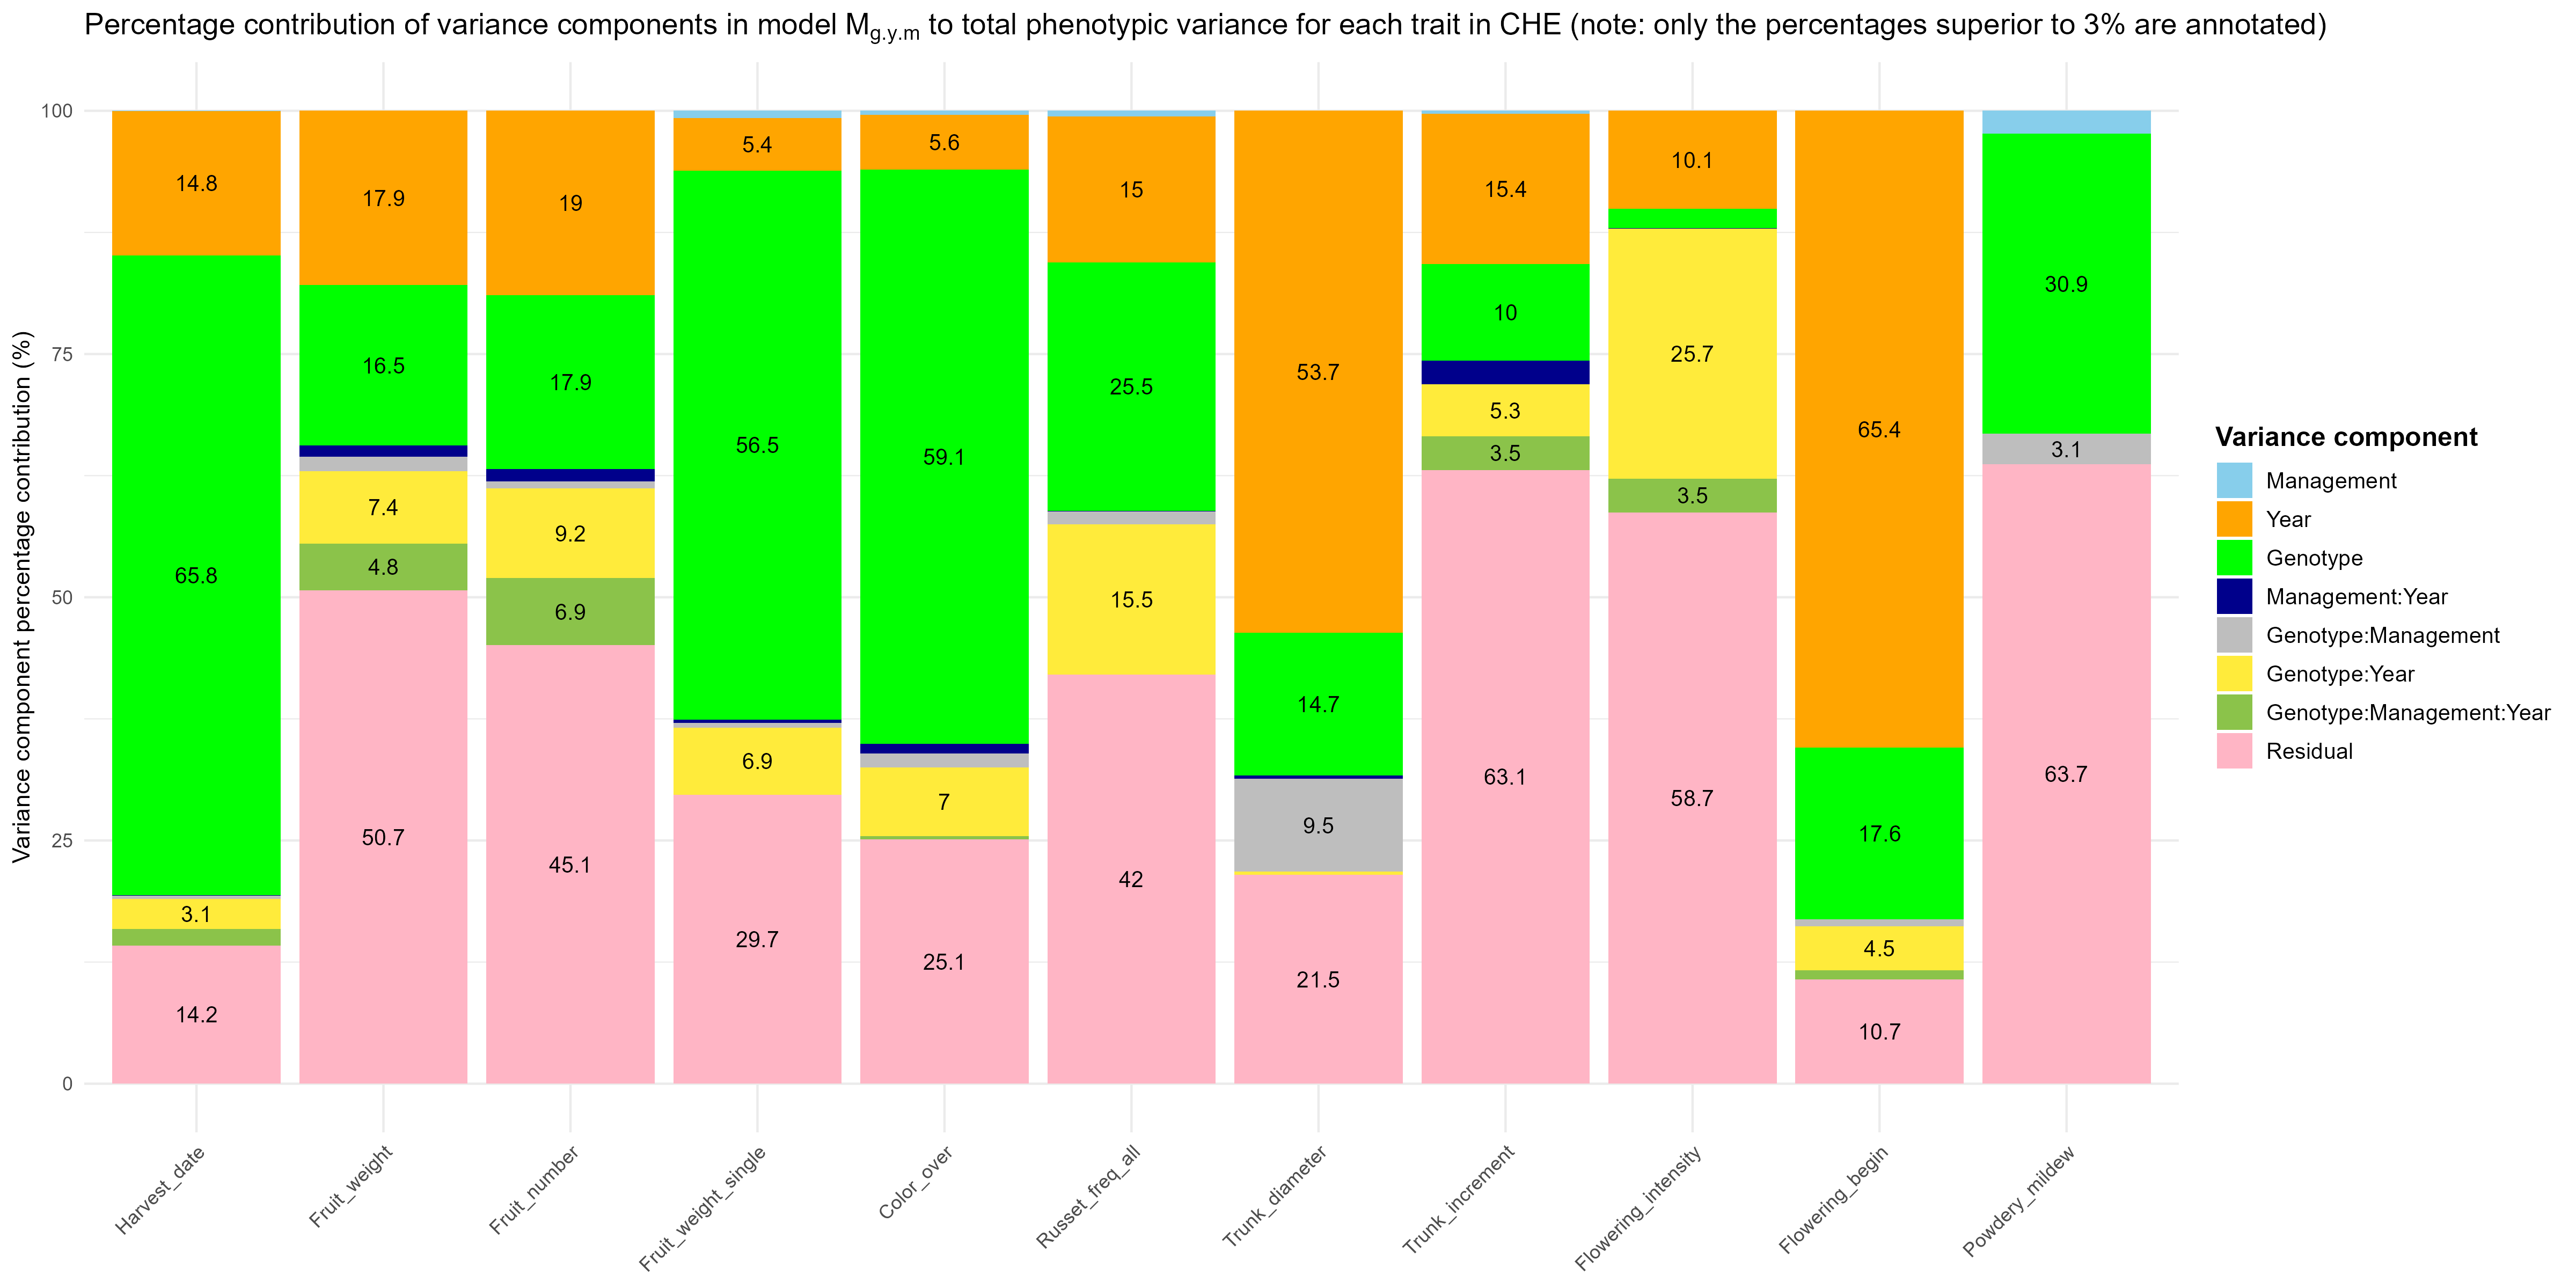 Percentage contribution of variance components in model Mg.y.m to total phenotypic variance for each trait in CHE (note: only the percentages superior to 3% are annotated)
Variance component percentage contribution (%)
100
75
50
25
0
14.8
65.8
3.1
14.2
17.9
16.5
7.4
4.8
50.7
19
17.9
9.2
6.9
45.1
5.4
56.5
6.9
29.7
5.6
59.1
7
25.1
15
25.5
15.5
42
53.7
14.7
9.5
21.5
15.4
10
5.3
3.5
63.1
10.1
25.7
3.5
58.7
65.4
17.6
4.5
10.7
30.9
3.1
63.7
Harvest_date
Fruit_weight
Fruit_number
Fruit_weight_single
Color_over
Russet_freq_all
Trunk_diameter
Trunk_increment
Flowering_intensity
Flowering_begin
Powdery_mildew
Variance component
Management
Year
Genotype
Management:Year
Genotype:Management
Genotype:Year
Genotype:Management:Year
Residual